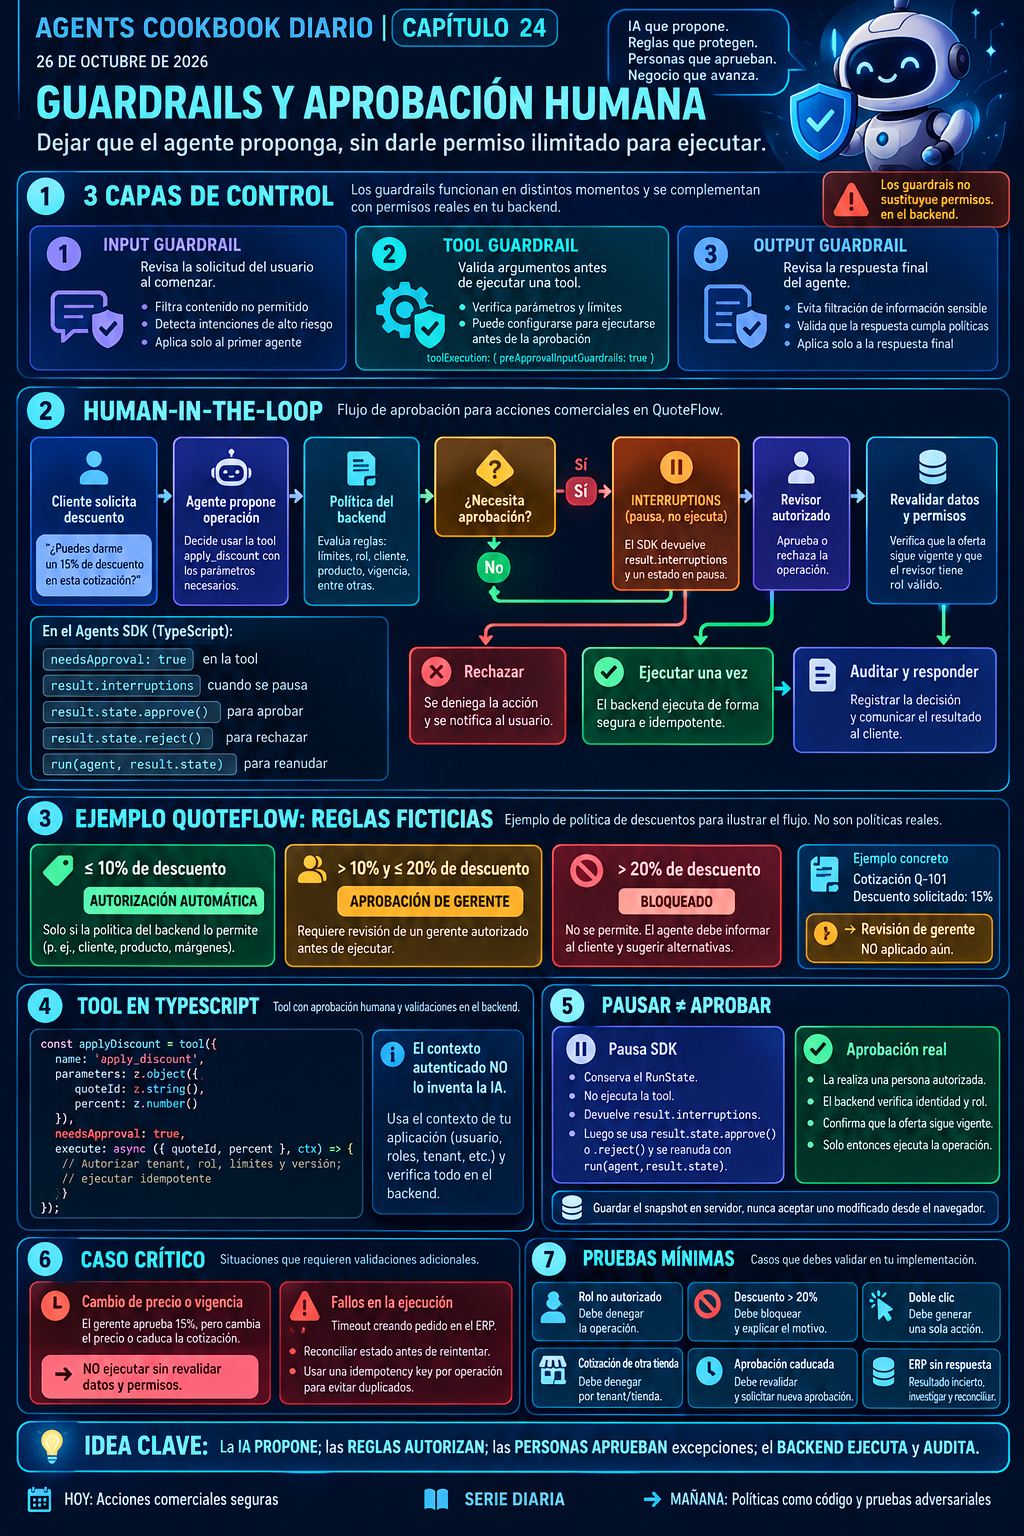 AGENTS COOKBOOK DIARIO | CAPÍTULO 24
26 DE OCTUBRE DE 2026
GUARDRAILS Y APROBACIÓN HUMANA
Dejar que el agente proponga, sin darle permiso ilimitado para ejecutar.
IA que propone.
Reglas que protegen.
Personas que aprueban.
Negocio que avanza.
1 3 CAPAS DE CONTROL
Los guardrails funcionan en distintos momentos y se complementan
con permisos reales en tu backend.
Los guardrais no
sustituyue permisos.
en el backend.
1 INPUT GUARDRAIL
Revisa la solicitud del usuario
al comenzar.
• Filtra contenido no permitido
• Detecta intenciones de alto riesgo
• Aplica solo al primer agente
2 TOOL GUARDRAIL
Valida argumentos antes
de ejecutar una tool.
• Verifica parámetros y límites
• Puede configurarse para ejecutarse
antes de la aprobación
toolExecution: ( preApprovalInputGuardrails: true )
3 OUTPUT GUARDRAIL
Revisa la respuesta final
del agente.
• Evita filtración de información sensible
• Valida que la respuesta cumpla políticas
• Aplica solo a la respuesta final
2 HUMAN-IN-THE-LOOP
Flujo de aprobación para acciones comerciales en QuoteFlow.
Cliente solicita
descuento
"¿Puedes darme
un 15% de descuento
en esta cotización?"
Agente propone
operación
Decide usar la tool
apply_discount con
los parámetros
necesarios.
Política del
backend
Evalúa reglas:
límites, rol, cliente,
producto, vigencia,
entre otras.
?
¿Necesita
aprobación?
Sí
Sí
No
INTERRUPTIONS
(pausa, no ejecuta)
El SDK devuelve
result.interruptions
y un estado en pausa.
Revisor
autorizado
Aprueba o
rechaza la
operación.
Revalidar datos
y permisos
Verifica que la oferta
sigue vigente y que
el revisor tiene
rol válido.
En el Agents SDK (TypeScript):
needsApproval: true en la tool
result.interruptions cuando se pausa
result.state.approve() para aprobar
result.state.reject() para rechazar
run(agent, result.state) para reanudar
Rechazar
Se deniega la acción
y se notifica al usuario.
Ejecutar una vez
El backend ejecuta de forma
segura e idempotente.
Auditar y responder
Registrar la decisión
y comunicar el resultado
al cliente.
3 EJEMPLO QUOTEFLOW: REGLAS FICTICIAS
Ejemplo de política de descuentos para ilustrar el flujo. No son políticas reales.
≤ 10% de descuento
AUTORIZACIÓN AUTOMÁTICA
Solo si la politica del backend lo permite
(p. ej., cliente, producto, márgenes).
> 10% y ≤ 20% de descuento
APROBACIÓN DE GERENTE
Requiere revisión de un gerente autorizado
antes de ejecutar.
> 20% de descuento
BLOQUEADO
No se permite. El agente debe informar
al cliente y sugerir alternativas.
Ejemplo concreto
Cotización Q-101
Descuento solicitado: 15%
→ Revisión de gerente
NO aplicado aún.
4 TOOL EN TYPESCRIPT
Tool con aprobación humana y validaciones en el backend.
const applyDiscount = tool({
name: 'apply_discount',
parameters: z.object({
quoteId: z.string(),
percent: z.number()
}),
needsApproval: true,
execute: async ({ quoteId, percent }, ctx) => {
// Autorizar tenant, rol, limites y versión;
// ejecutar idempotente
}
});
El contexto
autenticado NO
lo inventa la IA.
Usa el contexto de tu
aplicación (usuario,
roles, tenant, etc.) y
verifica todo en el
backend.
5 PAUSAR ≠ APROBAR
Pausa SDK
• Conserva el RunState.
• No ejecuta la tool.
• Devuelve result.interruptions.
• Luego se usa result.state.approve()
o .reject() y se reanuda con
run(agent, result.state).
Aprobación real
• La realiza una persona autorizada.
• El backend verifica identidad y rol.
• Confirma que la oferta sigue vigente.
• Solo entonces ejecuta la operación.
Guardar el snapshot en servidor, nunca aceptar uno modificado desde el navegador.
6 CASO CRÍTICO
Situaciones que requieren validaciones adicionales.
Cambio de precio o vigencia
El gerente aprueba 15%, pero cambia
el precio o caduca la cotización.
→ NO ejecutar sin revalidar
datos y permisos.
Fallos en la ejecución
Timeout creando pedido en el ERP.
• Reconciliar estado antes de reintentar.
• Usar una idempotency key por operación
para evitar duplicados.
7 PRUEBAS MÍNIMAS
Casos que debes validar en tu implementación.
Rol no autorizado
Debe denegar
la operación.
Descuento > 20%
Debe bloquear
y explicar el motivo.
Doble clic
Debe generar
una sola acción.
Cotización de otra tienda
Debe denegar
por tenant/tienda.
Aprobación caducada
Debe revalidar
y solicitar nueva aprobación.
ERP sin respuesta
Resultado incierto,
investigar y reconciliar.
IDEA CLAVE: La IA PROPONE; las REGLAS AUTORIZAN; las PERSONAS APRUEBAN excepciones; el BACKEND EJECUTA y AUDITA.
HOY: Acciones comerciales seguras
SERIE DIARIA
→ MAÑANA: Políticas como código y pruebas adversariales